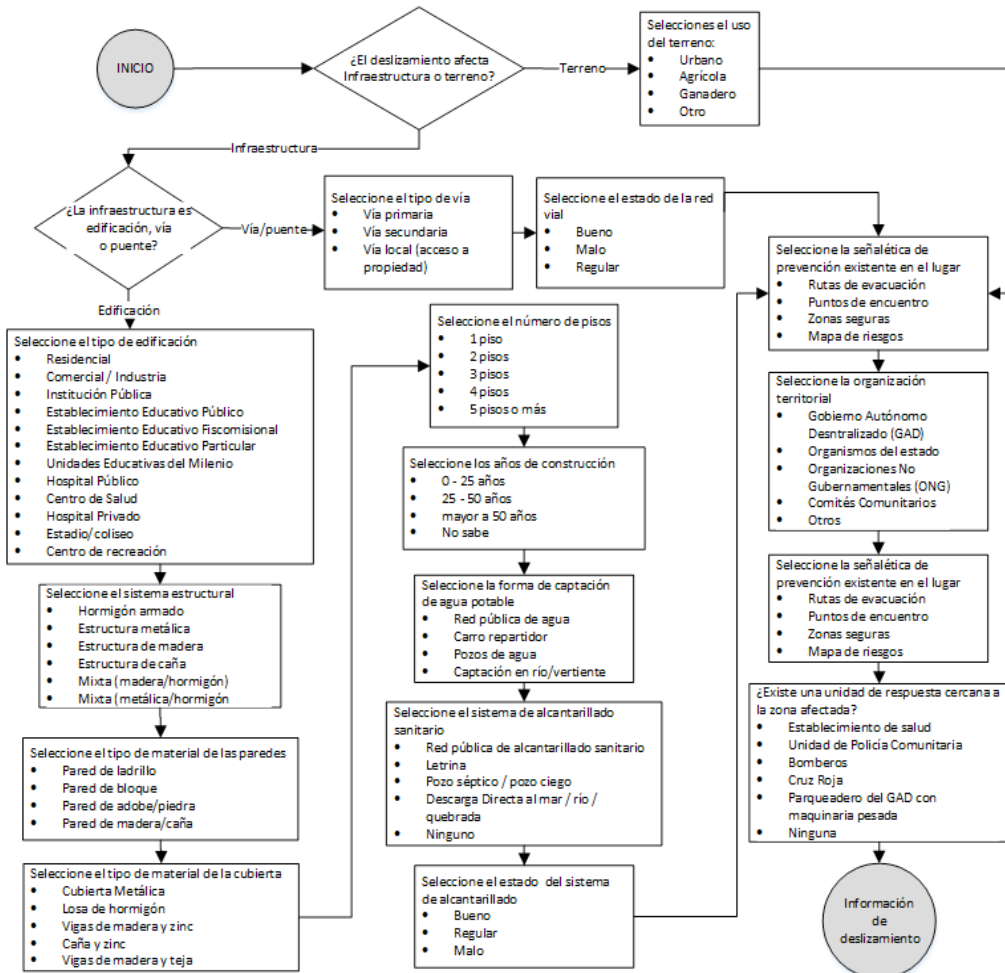 INICIO
¿El deslizamiento afecta
Infraestructura o terreno?
Terreno
Selecciones el uso
del terreno:
• Urbano
• Agrícola
• Ganadero
• Otro
Infraestructura
¿La infraestructura es
edificación, vía
o puente?
Vía/puente
Seleccione el tipo de vía
• Vía primaria
• Vía secundaria
• Vía local (acceso a
propiedad)
Seleccione el estado de la red
vial
• Bueno
• Malo
• Regular
Edificación
Seleccione el tipo de edificación
• Residencial
• Comercial / Industria
• Institución Pública
• Establecimiento Educativo Público
• Establecimiento Educativo Fiscomisional
• Establecimiento Educativo Particular
• Unidades Educativas del Milenio
• Hospital Público
• Centro de Salud
• Hospital Privado
• Estadio/coliseo
• Centro de recreación
Seleccione el sistema estructural
• Hormigón armado
• Estructura metálica
• Estructura de madera
• Estructura de caña
• Mixta (madera/hormigón)
• Mixta (metálica/hormigón
Seleccione el tipo de material de las paredes
• Pared de ladrillo
• Pared de bloque
• Pared de adobe/piedra
• Pared de madera/caña
Seleccione el tipo de material de la cubierta
• Cubierta Metálica
• Losa de hormigón
• Vigas de madera y zinc
• Caña y zinc
• Vigas de madera y teja
Seleccione el número de pisos
• 1 piso
• 2 pisos
• 3 pisos
• 4 pisos
• 5 pisos o más
Seleccione los años de construcción
• 0 - 25 años
• 25 - 50 años
• mayor a 50 años
• No sabe
Seleccione la forma de captación
de agua potable
• Red pública de agua
• Carro repartidor
• Pozos de agua
• Captación en río/vertiente
Seleccione el sistema de alcantarillado
sanitario
• Red pública de alcantarillado sanitario
• Letrina
• Pozo séptico / pozo ciego
• Descarga Directa al mar / río /
quebrada
• Ninguno
Seleccione el estado del sistema
de alcantarillado
• Bueno
• Regular
• Malo
Seleccione la señalética de
prevención existente en el lugar
• Rutas de evacuación
• Puntos de encuentro
• Zonas seguras
• Mapa de riesgos
Seleccione la organización
territorial
• Gobierno Autónomo
Desntralizado (GAD)
• Organismos del estado
• Organizaciones No
Gubernamentales (ONG)
• Comités Comunitarios
• Otros
Seleccione la señalética de
prevención existente en el lugar
• Rutas de evacuación
• Puntos de encuentro
• Zonas seguras
• Mapa de riesgos
¿Existe una unidad de respuesta cercana a
la zona afectada?
• Establecimiento de salud
• Unidad de Policía Comunitaria
• Bomberos
• Cruz Roja
• Parqueadero del GAD con
maquinaria pesada
• Ninguna
Información
de
deslizamiento